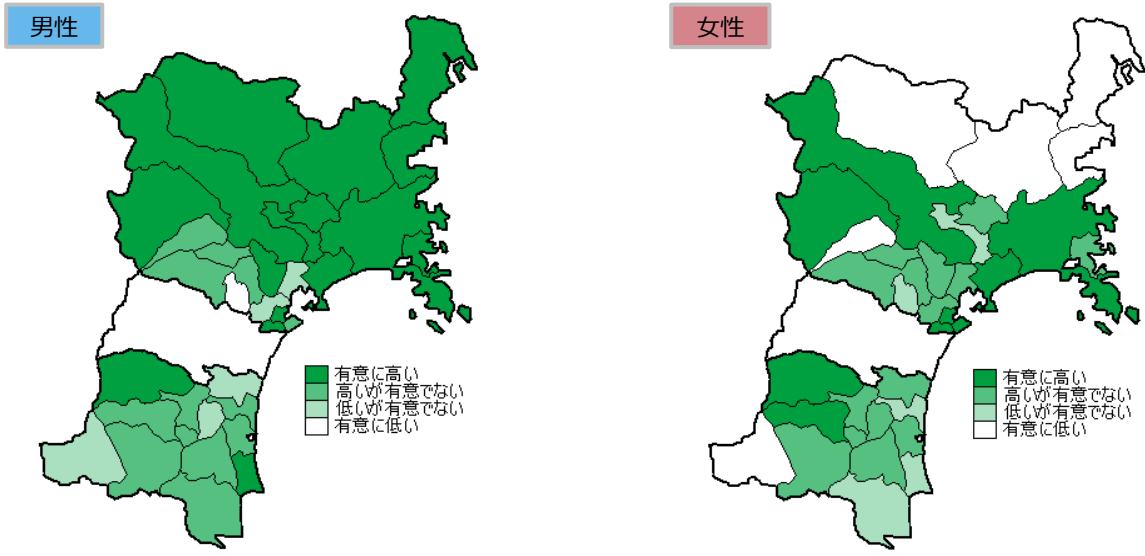 男性
女性
有意に高い
高いが有意でない
低いが有意でない
有意に低い
有意に高い
高いが有意でない
低いが有意でない
有意に低い